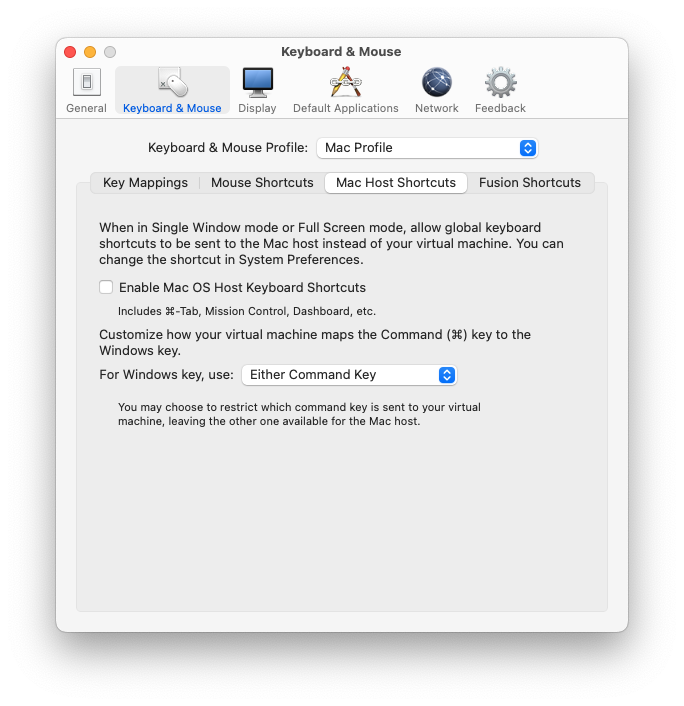 Keyboard & Mouse
General
Keyboard & Mouse
Display
Default Applications
Network
Feedback
Keyboard & Mouse Profile: Mac Profile
Key Mappings
Mouse Shortcuts
Mac Host Shortcuts
Fusion Shortcuts
When in Single Window mode or Full Screen mode, allow global keyboard
shortcuts to be sent to the Mac host instead of your virtual machine. You can
change the shortcut in System Preferences.
Enable Mac OS Host Keyboard Shortcuts
Includes ⌘-Tab, Mission Control, Dashboard, etc.
Customize how your virtual machine maps the Command (⌘) key to the
Windows key.
For Windows key, use: Either Command Key
You may choose to restrict which command key is sent to your virtual
machine, leaving the other one available for the Mac host.